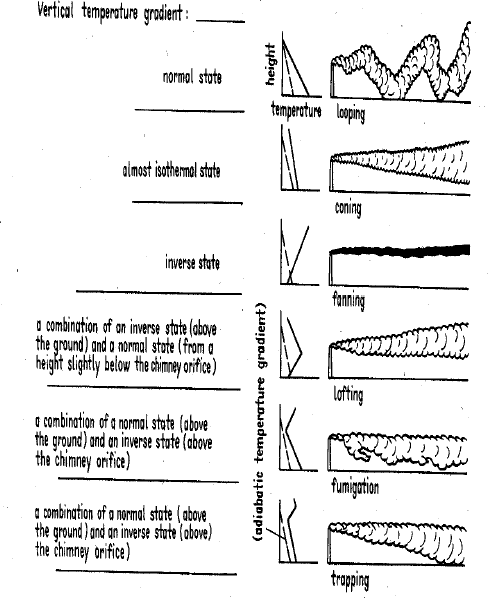 Vertical temperature gradient:
height
normal state
temperature
looping
almost isothermal state
coning
inverse state
fanning
a combination of an inverse state (above
the ground) and a normal state (from a
height slightly below the chimney orifice)
lofting
(adiabatic temperature gradient)
a combination of a normal state (above
the ground) and an inverse state (above
the chimney orifice)
fumigation
a combination of a normal state (above
the ground) and an inverse state (above)
the chimney orifice)
trapping